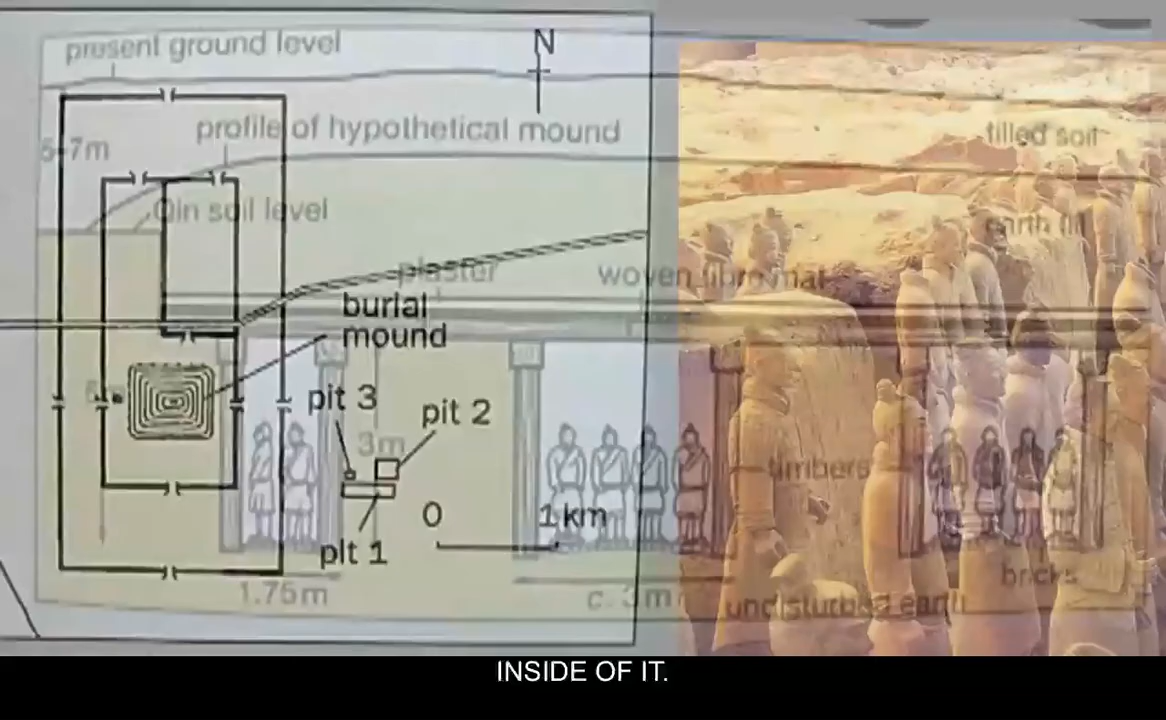 present ground level
N
profile of hypothetical mound
filled soil
5-7m
Qin soil level
earth fill
plaster
woven fibre mat
burial
mound
pit 3
pit 2
3m
timbers
0
1 km
pit 1
bricks
1.75m
c. 3m
undisturbed earth
INSIDE OF IT.